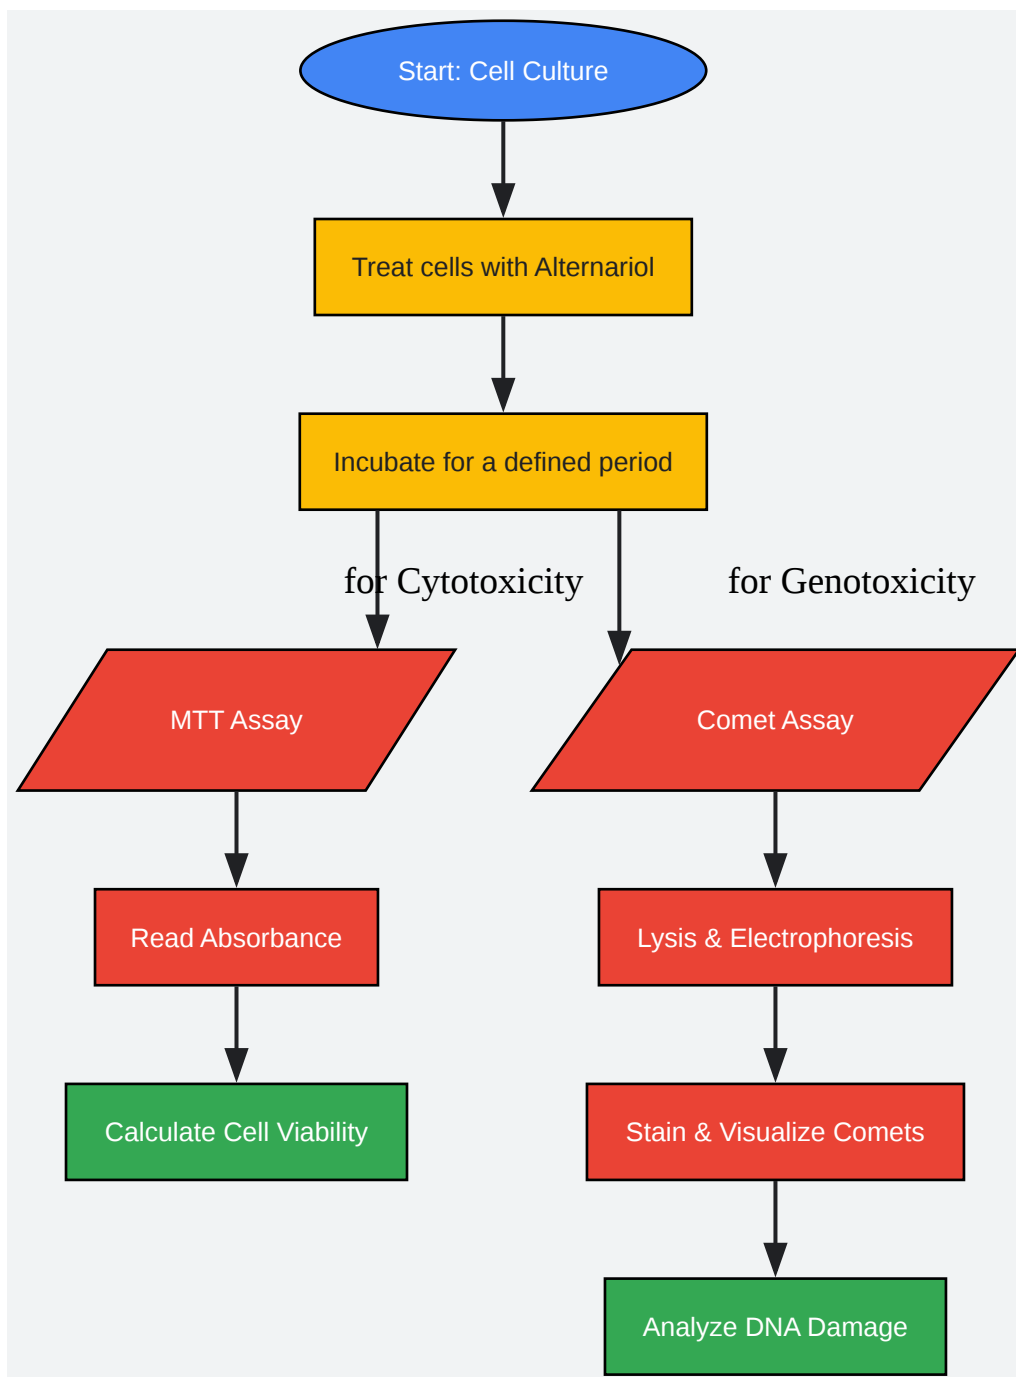 Start: Cell Culture
Treat cells with Alternariol
Incubate for a defined period
for Cytotoxicity
for Genotoxicity
MTT Assay
Comet Assay
Read Absorbance
Lysis & Electrophoresis
Calculate Cell Viability
Stain & Visualize Comets
Analyze DNA Damage